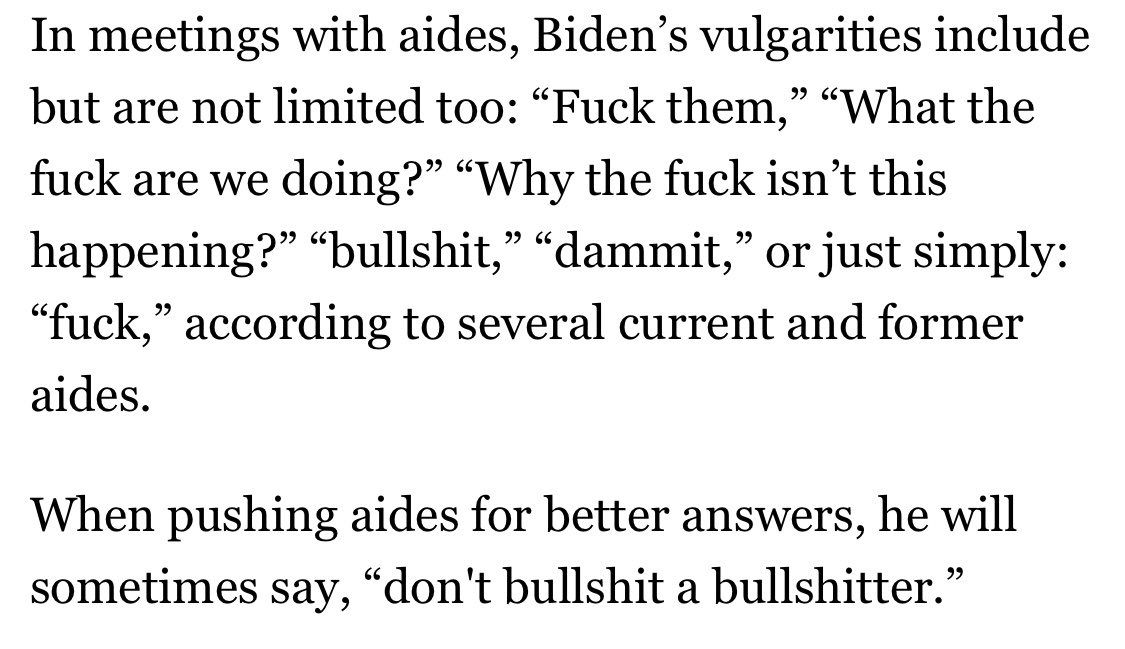 In meetings with aides, Biden’s vulgarities include
but are not limited too: “Fuck them,” “What the
fuck are we doing?” “Why the fuck isn’t this
happening?” “bullshit,” “dammit,” or just simply:
“fuck,” according to several current and former
aides.
When pushing aides for better answers, he will
sometimes say, “don't bullshit a bullshitter.”